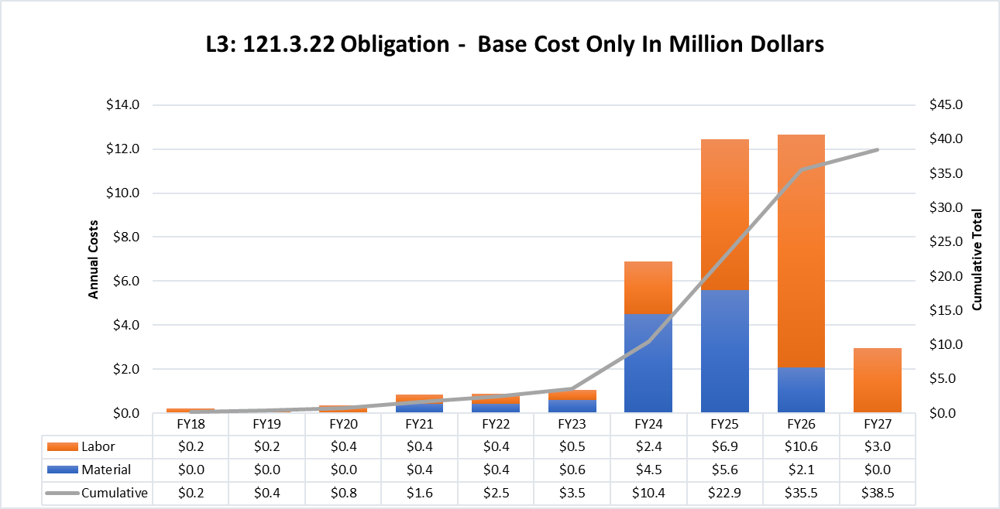 L3: 121.3.22 Obligation -  Base Cost Only In Million Dollars
Annual Costs
$14.0
$12.0
$10.0
$8.0
$6.0
$4.0
$2.0
$0.0
$45.0
$40.0
$35.0
$30.0
$25.0
$20.0
$15.0
$10.0
$5.0
$0.0
Cumulative Total
FY18 FY19 FY20 FY21 FY22 FY23 FY24 FY25 FY26 FY27
Labor $0.2 $0.2 $0.4 $0.4 $0.4 $0.5 $2.4 $6.9 $10.6 $3.0
Material $0.0 $0.0 $0.0 $0.4 $0.4 $0.6 $4.5 $5.6 $2.1 $0.0
Cumulative $0.2 $0.4 $0.8 $1.6 $2.5 $3.5 $10.4 $22.9 $35.5 $38.5